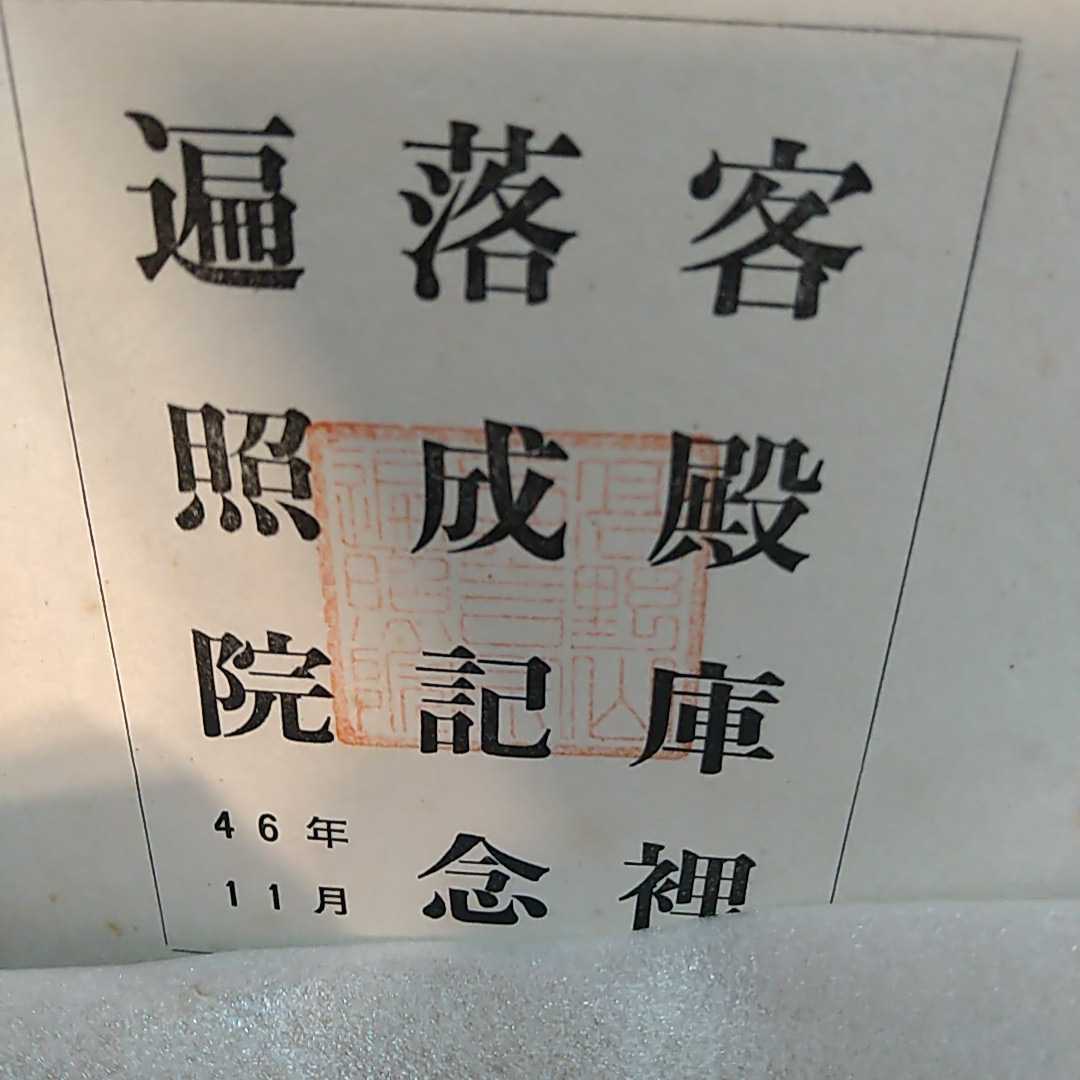 客殿庫裡
落成記念
遍照院
46年
11月